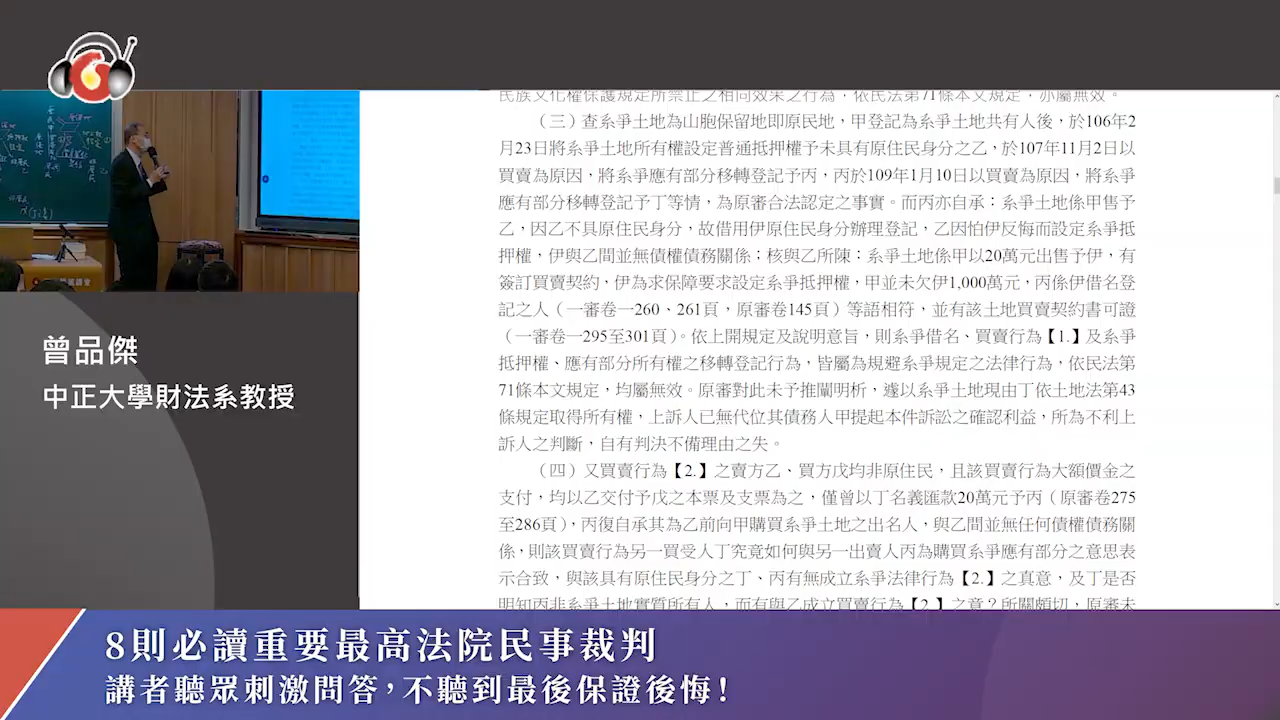 民族文化權保護規定所禁止之相同效果之行為，依民法第71條本文規定，亦屬無效。
（三）查系爭土地為山胞保留地即原民地，甲登記為系爭土地共有人後，於106年2
月23日將系爭土地所有權設定普通抵押權予未具有原住民身分之乙，於107年11月2日以
買賣為原因，將系爭應有部分移轉登記予丙，丙於109年1月10日以買賣為原因，將系爭
應有部分移轉登記予丁等情，為原審合法認定之事實。而丙亦自承：系爭土地係甲售予
乙，因乙不具原住民身分，故借用伊原住民身分辦理登記，乙因怕伊反悔而設定系爭抵
押權，伊與乙間並無債權債務關係；核與乙所陳：系爭土地係甲以20萬元出售予伊，有
簽訂買賣契約，伊為求保障要求設定系爭抵押權，甲並未欠伊1,000萬元，丙係伊借名登
記之人（一審卷一260、261頁，原審卷145頁）等語相符，並有該土地買賣契約書可證
（一審卷一295至301頁）。依上開規定及說明意旨，則系爭借名、買賣行為【1.】及系爭
抵押權、應有部分所有權之移轉登記行為，皆屬為規避系爭規定之法律行為，依民法第
71條本文規定，均屬無效。原審對此未予推闡明析，遽以系爭土地現由丁依土地法第43
條規定取得所有權，上訴人已無代位其債務人甲提起本件訴訟之確認利益，所為不利上
訴人之判斷，自有判決不備理由之失。
（四）又買賣行為【2.】之賣方乙、買方戊均非原住民，且該買賣行為大額價金之
支付，均以乙交付予戊之本票及支票為之，僅曾以丁名義匯款20萬元予丙（原審卷275
至286頁），丙復自承其為乙前向甲購買系爭土地之出名人，與乙間並無任何債權債務關
係，則該買賣行為另一買受人丁究竟如何與另一出賣人丙為購買系爭應有部分之意思表
示合致，與該具有原住民身分之丁、丙有無成立系爭法律行為【2.】之真意，及丁是否
明知丙非系爭土地實質所有人，而有與乙成立買賣行為【2.】之意？所關頗切，原審未
曾品傑
中正大學財法系教授
8則必讀重要最高法院民事裁判
講者聽眾刺激問答，不聽到最後保證後悔！